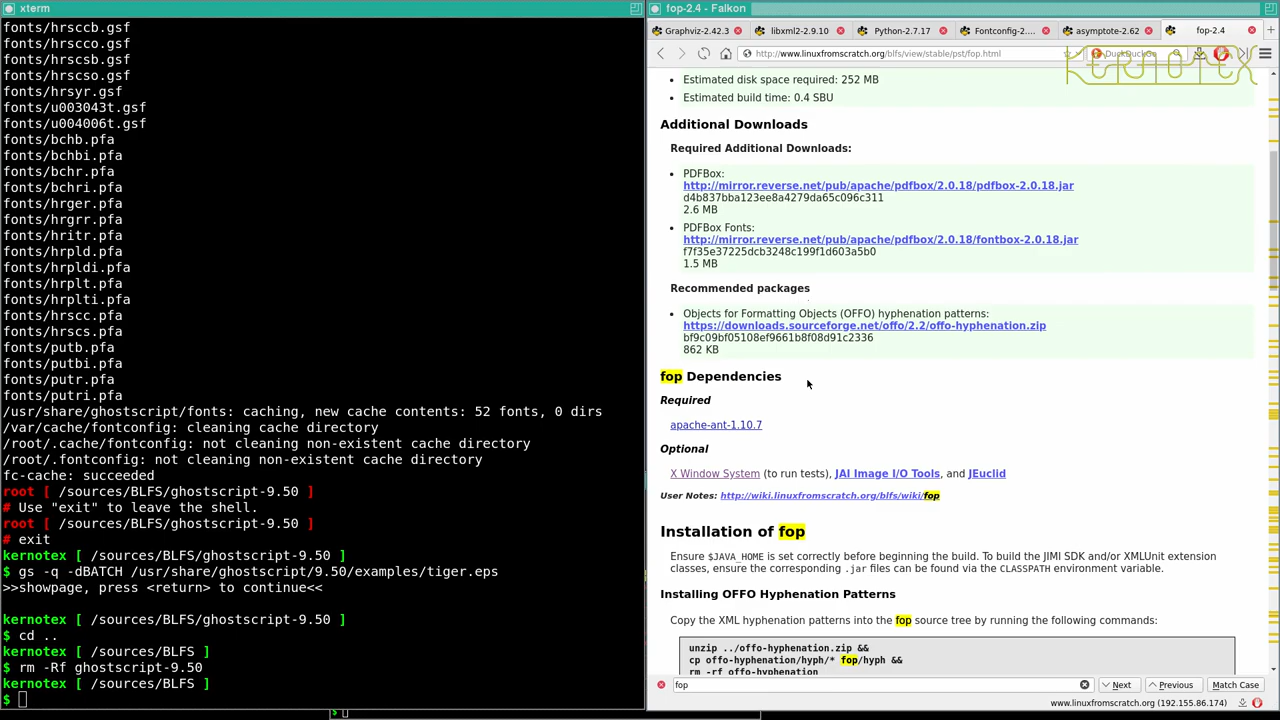 xterm
fonts/hrsccb.gsf
fonts/hrscco.gsf
fonts/hrscsb.gsf
fonts/hrscso.gsf
fonts/hrsyr.gsf
fonts/u003043t.gsf
fonts/u004006t.gsf
fonts/bchb.pfa
fonts/bchbi.pfa
fonts/bchr.pfa
fonts/bchri.pfa
fonts/hrger.pfa
fonts/hrgrr.pfa
fonts/hritr.pfa
fonts/hrpld.pfa
fonts/hrpldi.pfa
fonts/hrplt.pfa
fonts/hrplti.pfa
fonts/hrscc.pfa
fonts/hrscs.pfa
fonts/putb.pfa
fonts/putbi.pfa
fonts/putr.pfa
fonts/putri.pfa
/usr/share/ghostscript/fonts: caching, new cache contents: 52 fonts, 0 dirs
/var/cache/fontconfig: cleaning cache directory
/root/.cache/fontconfig: not cleaning non-existent cache directory
/root/.fontconfig: not cleaning non-existent cache directory
fc-cache: succeeded
root [ /sources/BLFS/ghostscript-9.50 ]
# Use "exit" to leave the shell.
root [ /sources/BLFS/ghostscript-9.50 ]
# exit
kernotex [ /sources/BLFS/ghostscript-9.50 ]
$ gs -q -dBATCH /usr/share/ghostscript/9.50/examples/tiger.eps
>>showpage, press <return> to continue<<
kernotex [ /sources/BLFS/ghostscript-9.50 ]
$ cd ..
kernotex [ /sources/BLFS ]
$ rm -Rf ghostscript-9.50
kernotex [ /sources/BLFS ]
$
$
fop-2.4 - Falkon
Graphviz-2.42.3 libxml2-2.9.10 Python-2.7.17 Fontconfig-2.... asymptote-2.62 fop-2.4
http://www.linuxfromscratch.org/blfs/view/stable/pst/fop.html DuckDuckGo
KERNOTEX
Estimated disk space required: 252 MB
Estimated build time: 0.4 SBU
Additional Downloads
Required Additional Downloads:
PDFBox:
http://mirror.reverse.net/pub/apache/pdfbox/2.0.18/pdfbox-2.0.18.jar
d4b837bba123ee8a4279da65c096c311
2.6 MB
PDFBox Fonts:
http://mirror.reverse.net/pub/apache/pdfbox/2.0.18/fontbox-2.0.18.jar
f7f35e37225dcb3248c199f1d603a5b0
1.5 MB
Recommended packages
Objects for Formatting Objects (OFFO) hyphenation patterns:
https://downloads.sourceforge.net/offo/2.2/offo-hyphenation.zip
bf9c09bf05108ef9661b8f08d91c2336
862 KB
fop Dependencies
Required
apache-ant-1.10.7
Optional
X Window System (to run tests), JAI Image I/O Tools, and JEuclid
User Notes: http://wiki.linuxfromscratch.org/blfs/wiki/fop
Installation of fop
Ensure $JAVA_HOME is set correctly before beginning the build. To build the JIMI SDK and/or XMLUnit extension
classes, ensure the corresponding .jar files can be found via the CLASSPATH environment variable.
Installing OFFO Hyphenation Patterns
Copy the XML hyphenation patterns into the fop source tree by running the following commands:
unzip ../offo-hyphenation.zip &&
cp offo-hyphenation/hyph/* fop/hyph &&
rm -rf offo-hyphenation
fop Next Previous Match Case
www.linuxfromscratch.org (192.155.86.174)